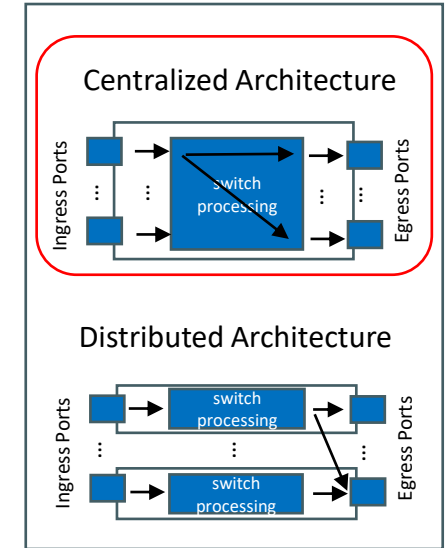 Centralized Architecture
Ingress Ports
...
...
switch
processing
...
...
Egress Ports
Distributed Architecture
Ingress Ports
...
switch
processing
...
switch
processing
...
Egress Ports